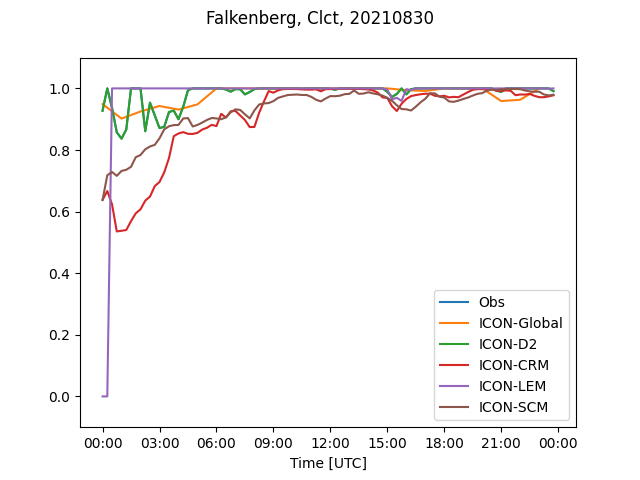 Falkenberg, Clct, 20210830
1.0
0.8
0.6
0.4
0.2
0.0
Obs
ICON-Global
ICON-D2
ICON-CRM
ICON-LEM
ICON-SCM
00:00 03:00 06:00 09:00 12:00 15:00 18:00 21:00 00:00
Time [UTC]